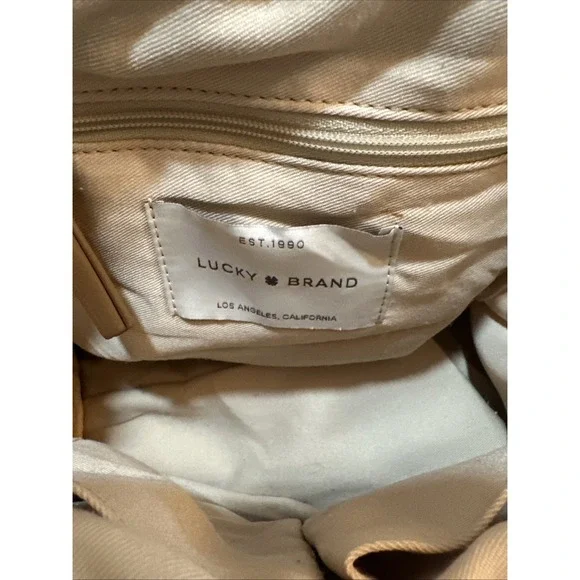 EST.1990
LUCKY BRAND
LOS ANGELES, CALIFORNIA